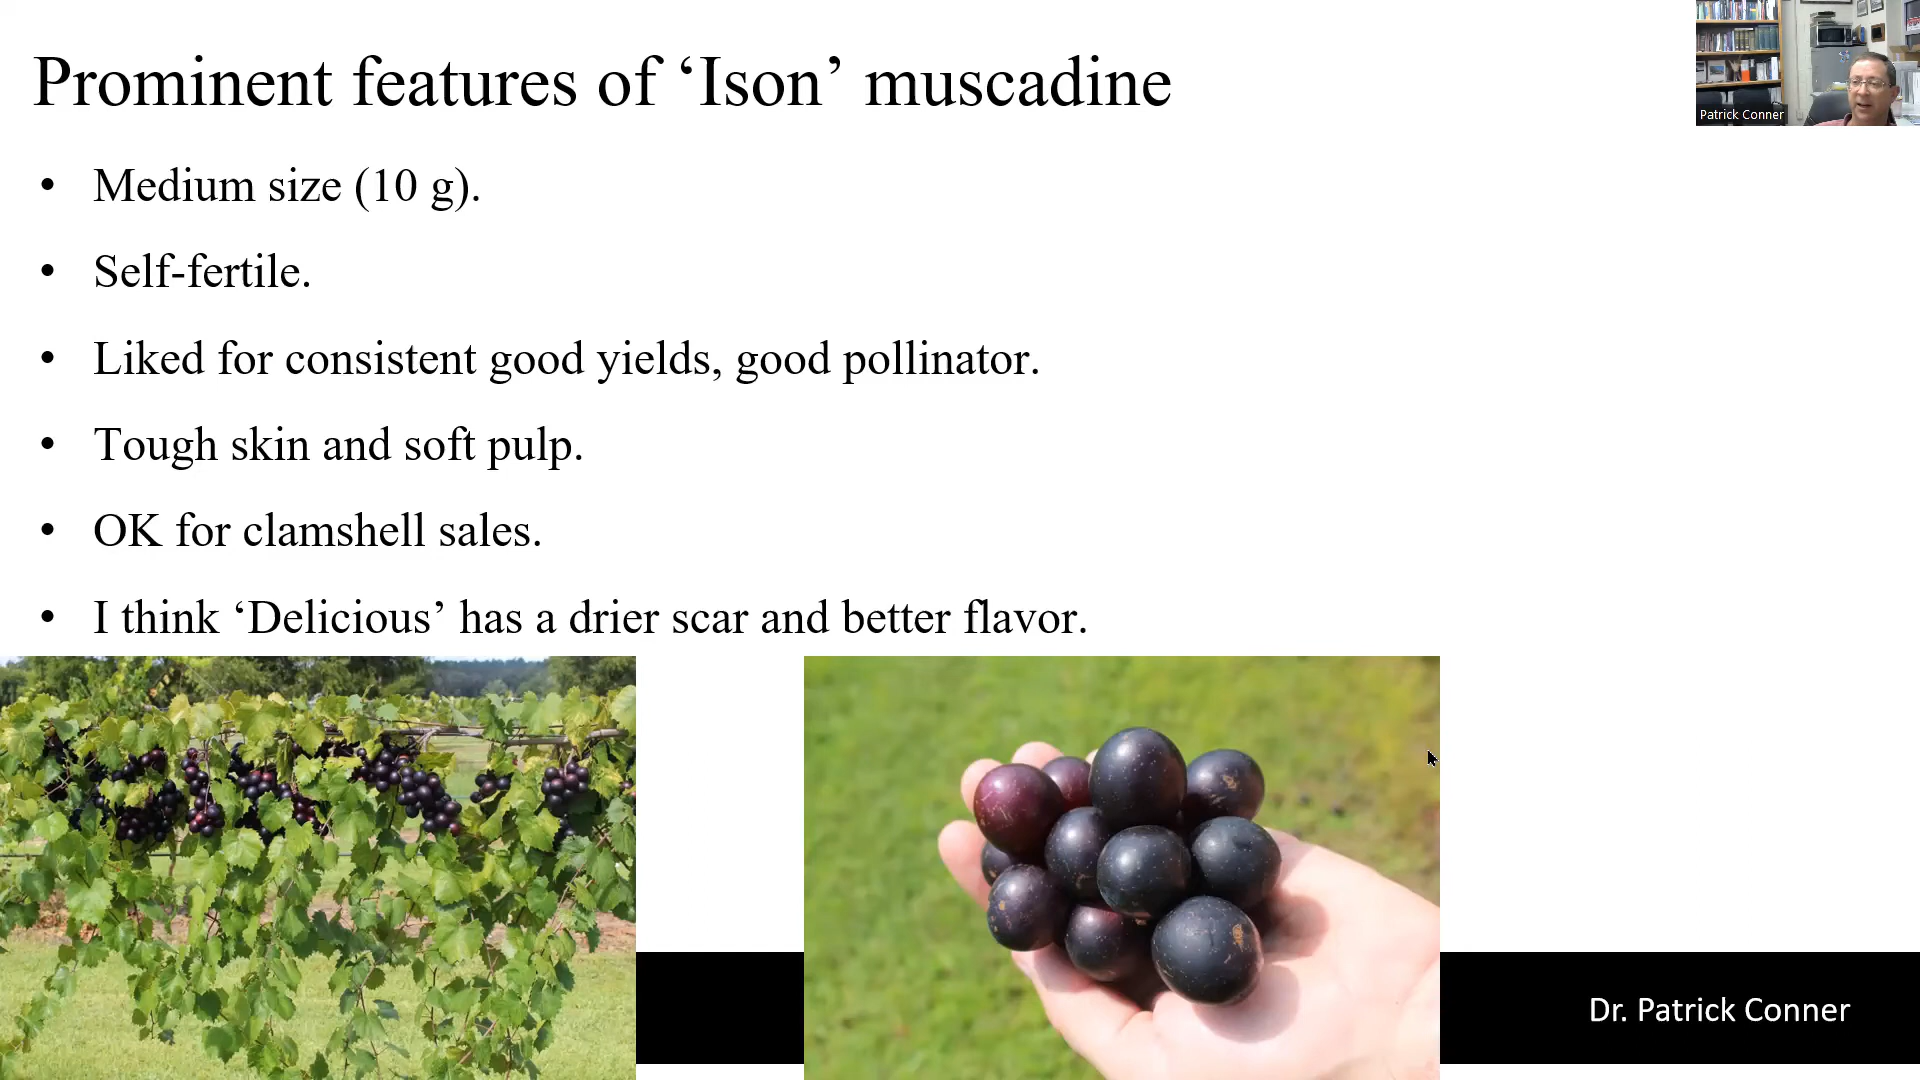 Prominent features of ‘Ison’ muscadine
Patrick Conner
• Medium size (10 g).
• Self-fertile.
• Liked for consistent good yields, good pollinator.
• Tough skin and soft pulp.
• OK for clamshell sales.
• I think ‘Delicious’ has a drier scar and better flavor.
Dr. Patrick Conner